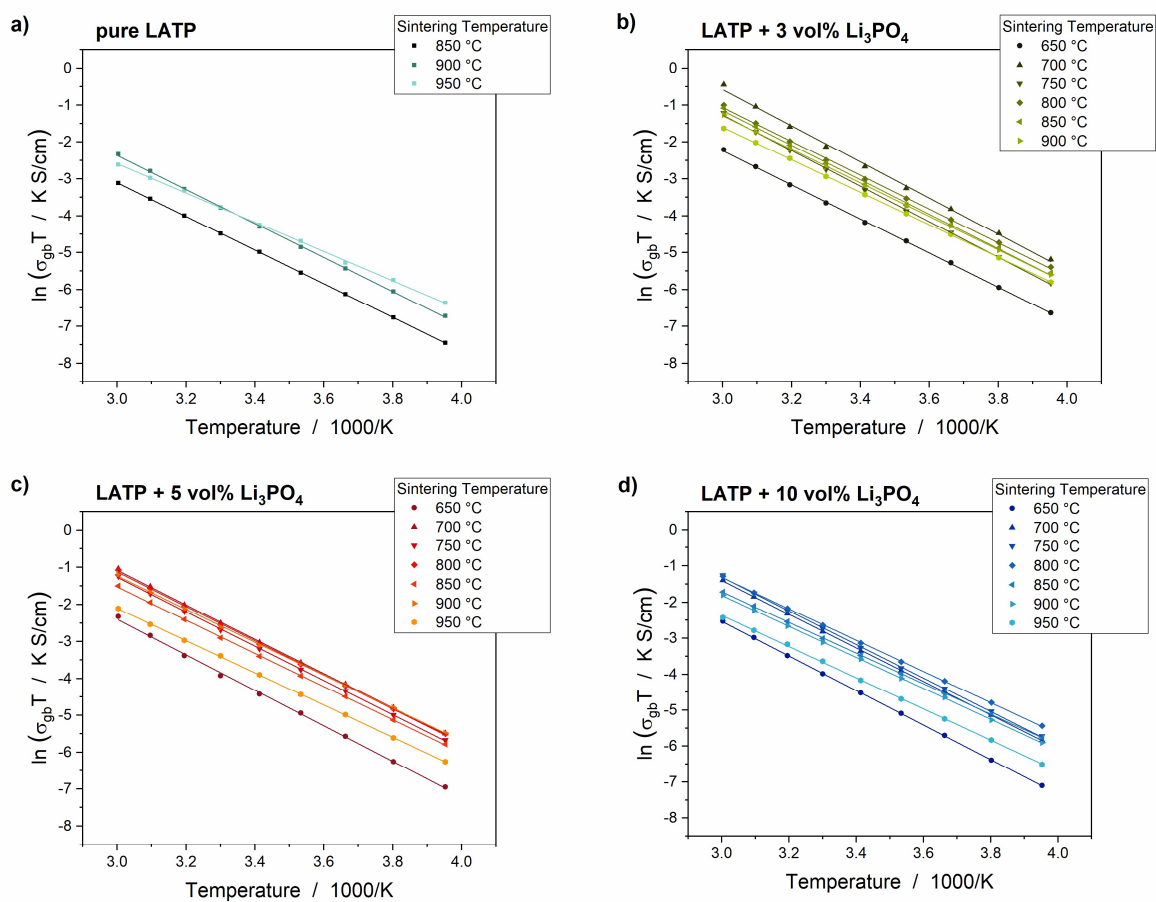 a)
pure LATP
Sintering Temperature
850 °C
900 °C
950 °C
0
-1
-2
-3
-4
-5
-6
-7
-8
ln (σgbT / K S/cm)
3.0 3.2 3.4 3.6 3.8 4.0
Temperature / 1000/K
b)
LATP + 3 vol% Li₃PO₄
Sintering Temperature
650 °C
700 °C
750 °C
800 °C
850 °C
900 °C
0
-1
-2
-3
-4
-5
-6
-7
-8
ln (σgbT / K S/cm)
3.0 3.2 3.4 3.6 3.8 4.0
Temperature / 1000/K
c)
LATP + 5 vol% Li₃PO₄
Sintering Temperature
650 °C
700 °C
750 °C
800 °C
850 °C
900 °C
950 °C
0
-1
-2
-3
-4
-5
-6
-7
-8
ln (σgbT / K S/cm)
3.0 3.2 3.4 3.6 3.8 4.0
Temperature / 1000/K
d)
LATP + 10 vol% Li₃PO₄
Sintering Temperature
650 °C
700 °C
750 °C
800 °C
850 °C
900 °C
950 °C
0
-1
-2
-3
-4
-5
-6
-7
-8
ln (σgbT / K S/cm)
3.0 3.2 3.4 3.6 3.8 4.0
Temperature / 1000/K